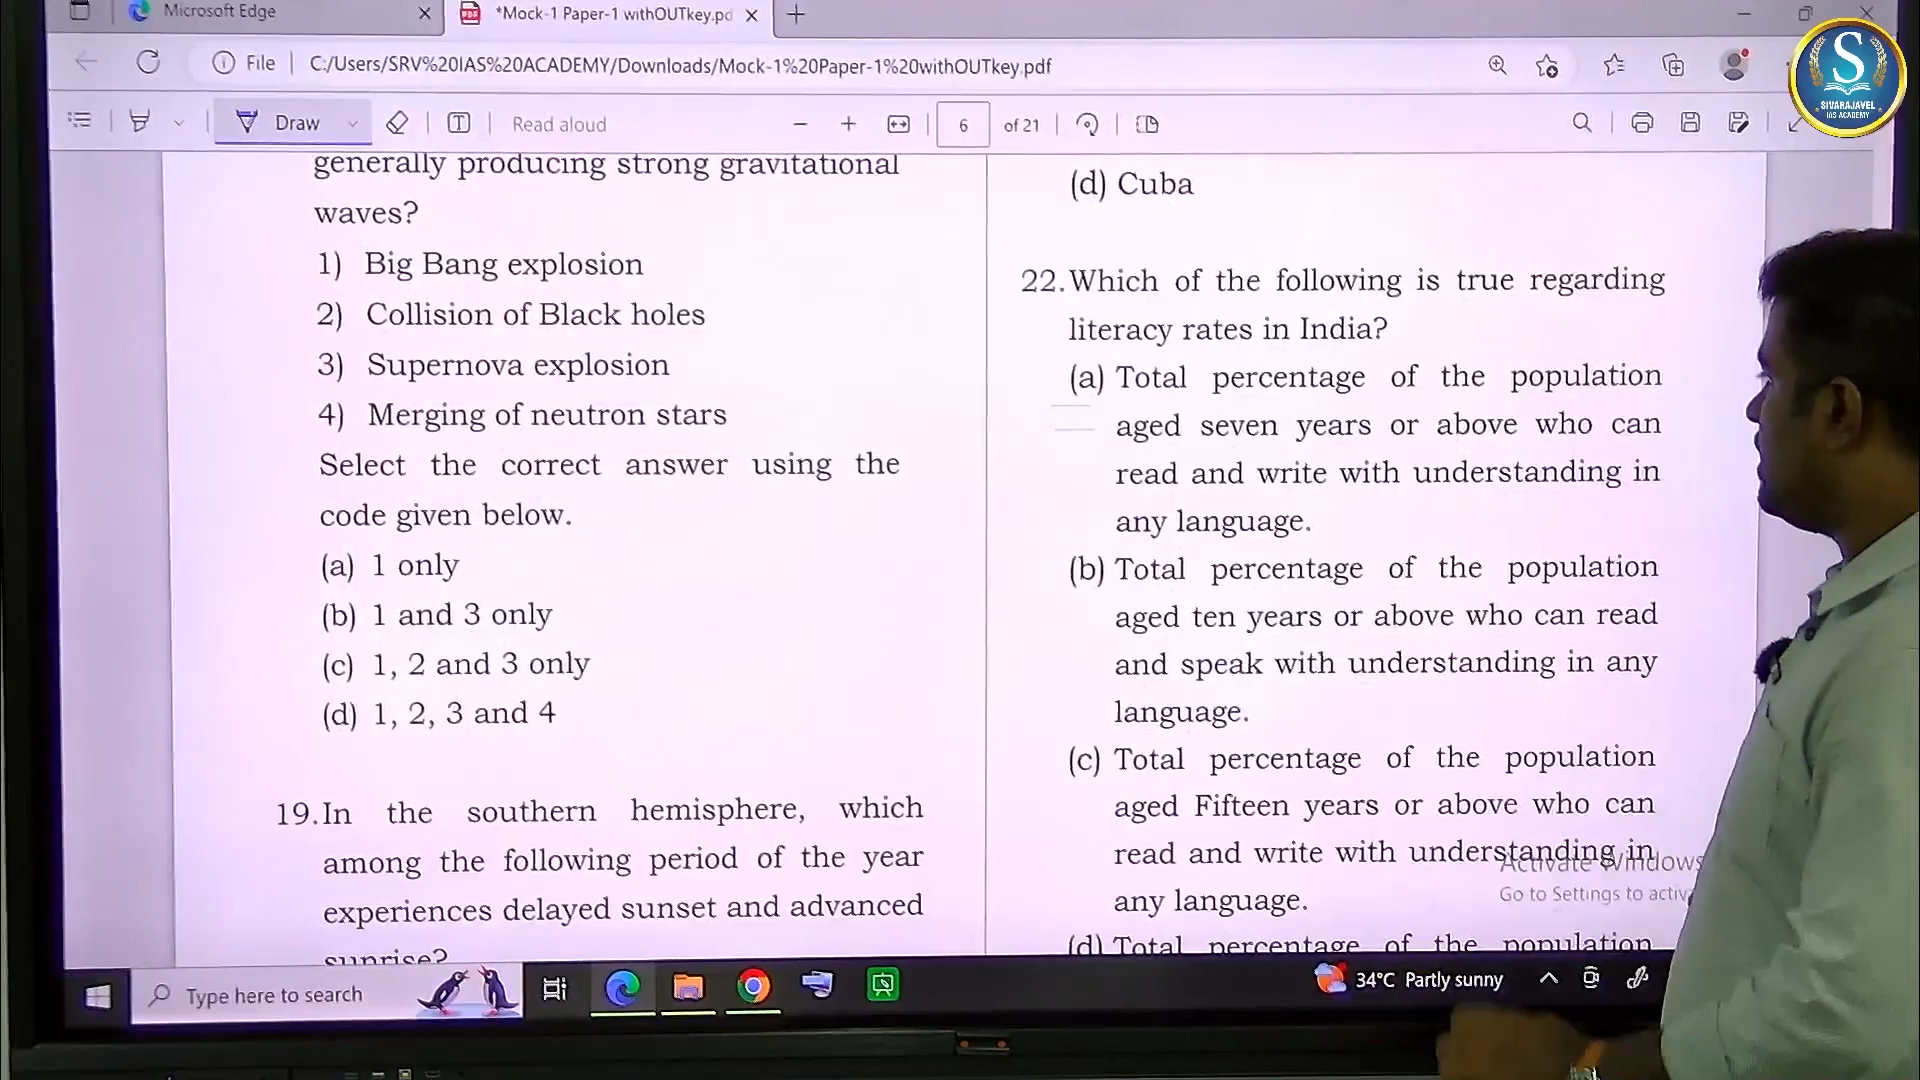 Microsoft Edge
*Mock-1 Paper-1 withOUTkey.pd
File
C:/Users/SRV%20IAS%20ACADEMY/Downloads/Mock-1%20Paper-1%20withOUTkey.pdf
Draw
Read aloud
6
of 21
S
SIVARAJAVEL
IAS ACADEMY
generally producing strong gravitational
waves?
1) Big Bang explosion
2) Collision of Black holes
3) Supernova explosion
4) Merging of neutron stars
Select the correct answer using the
code given below.
(a) 1 only
(b) 1 and 3 only
(c) 1, 2 and 3 only
(d) 1, 2, 3 and 4
19. In the southern hemisphere, which
among the following period of the year
experiences delayed sunset and advanced
sunrise?
(d) Cuba
22. Which of the following is true regarding
literacy rates in India?
(a) Total percentage of the population
aged seven years or above who can
read and write with understanding in
any language.
(b) Total percentage of the population
aged ten years or above who can read
and speak with understanding in any
language.
(c) Total percentage of the population
aged Fifteen years or above who can
read and write with understanding in
any language.
(d) Total percentage of the population
Activate Windows
Go to Settings to activ
Type here to search
34°C Partly sunny